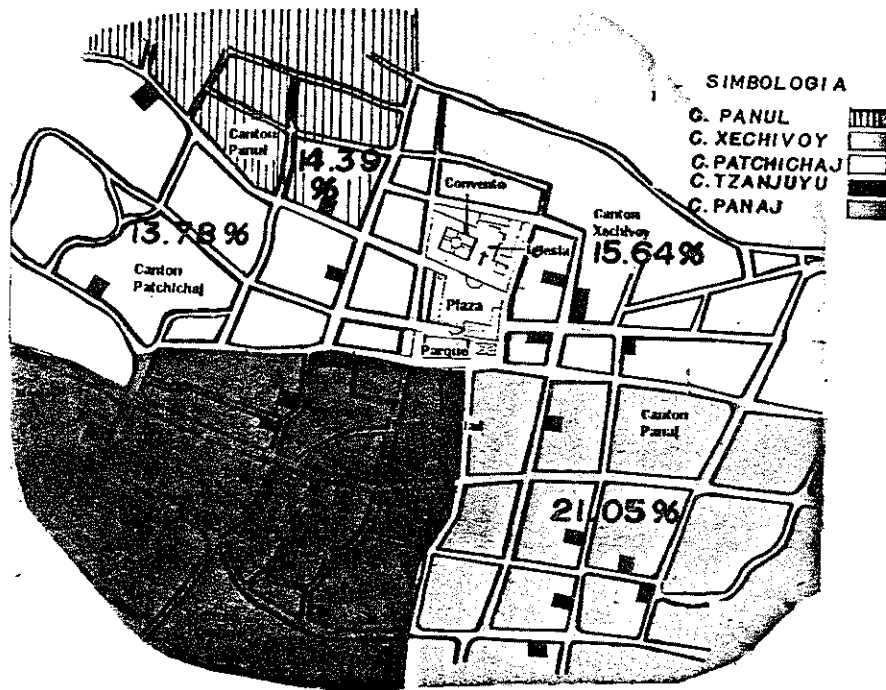 SIMBOLOGIA
C. PANUL
C. XECHIVOY
C. PATCHICHAJ
C. TZANJUYU
C. PANAJ
Canton
Panul
14.39
%
Convento
Canton
Xechivoy
15.64%
Iglesia
13.78%
Canton
Patchichaj
Plaza
Parque
Canton
Panaj
21.05%